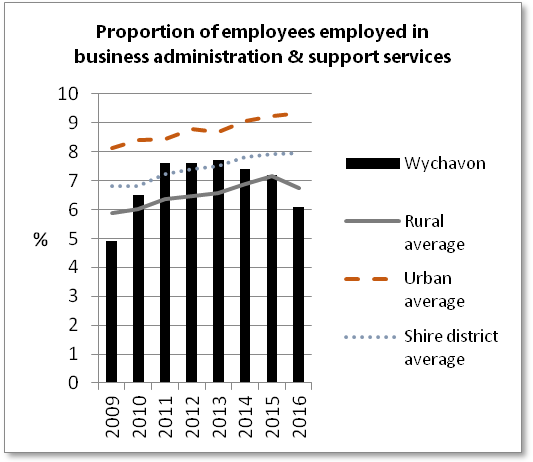 Proportion of employees employed in
business administration & support services
10
9
8
7
6
5
4
3
2
1
0
%
2009
2010
2011
2012
2013
2014
2015
2016
Wychavon
Rural
average
Urban
average
Shire district
average